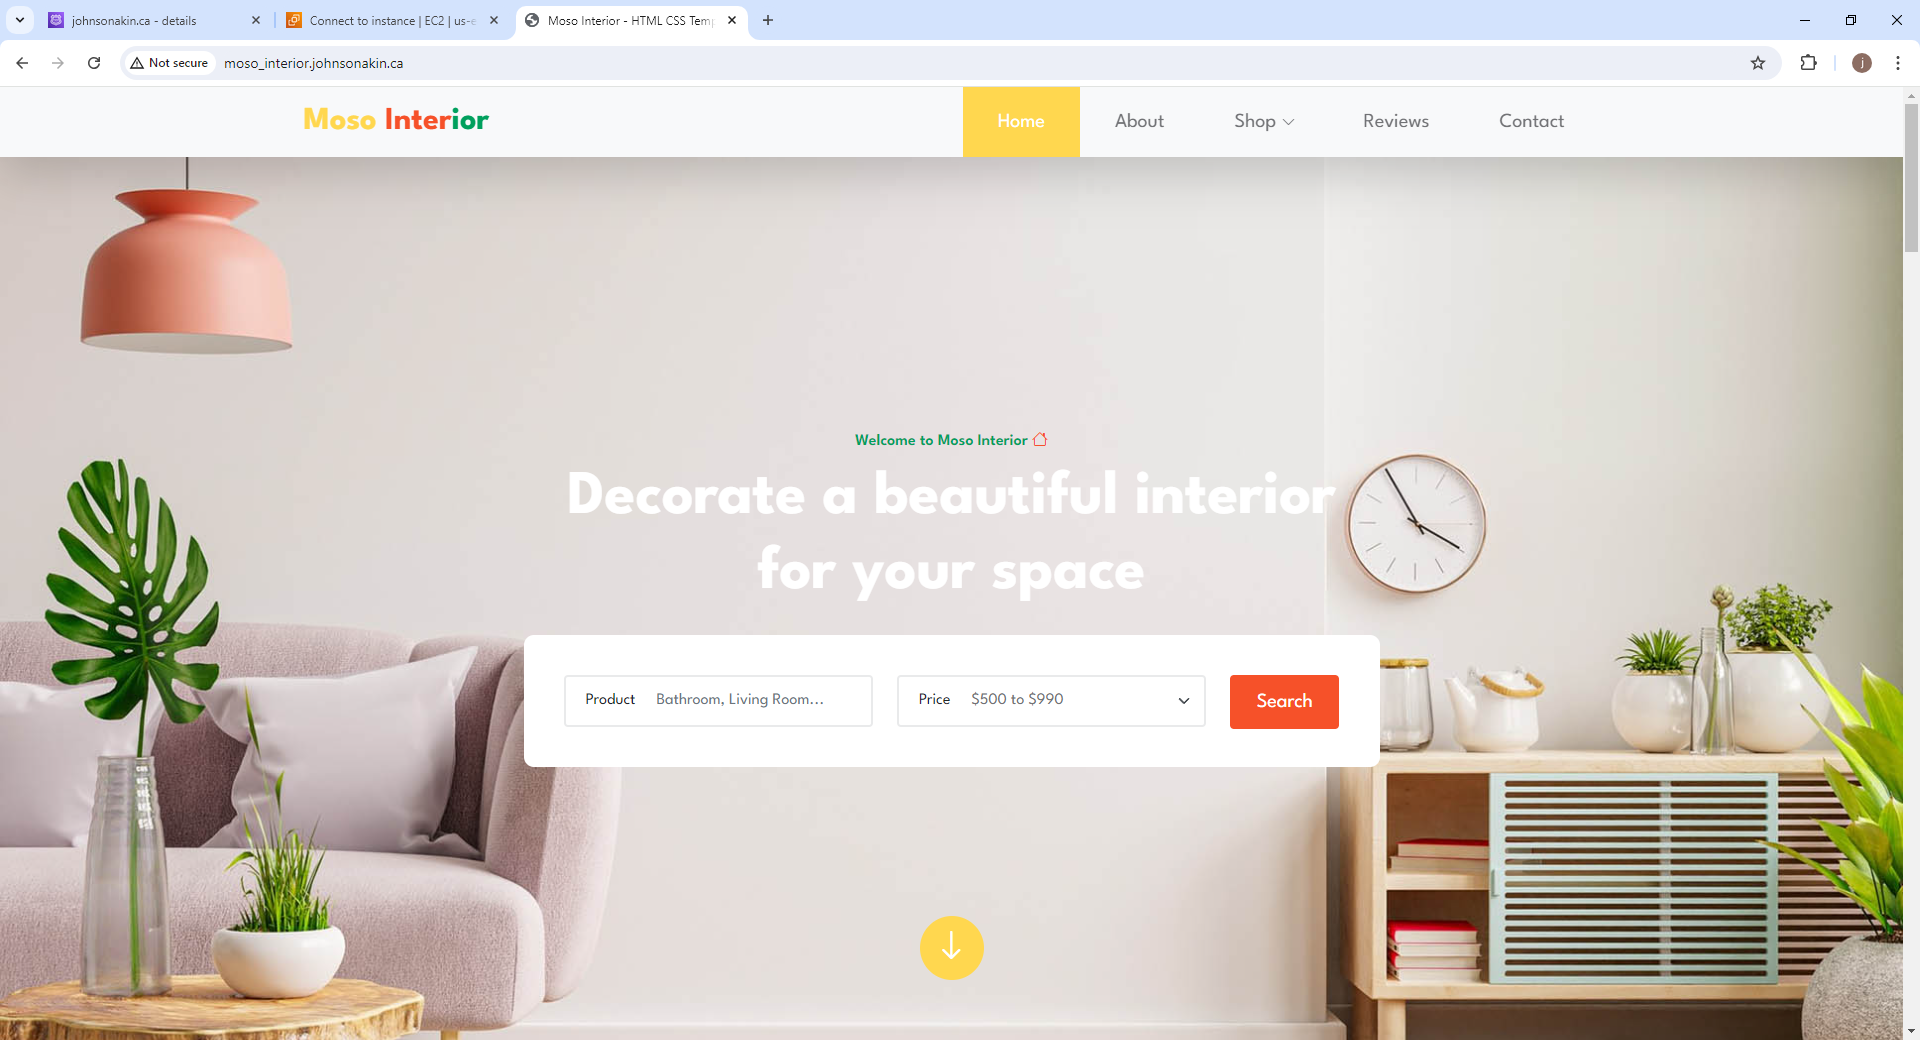 johnsonakin.ca - details
Connect to instance | EC2 | us-e
Moso Interior - HTML CSS Temp
Not secure
moso_interior.johnsonakin.ca
j
Moso Interior
Home
About
Shop
Reviews
Contact
Welcome to Moso Interior
Decorate a beautiful interior
for your space
Product
Bathroom, Living Room...
Price
$500 to $990
Search